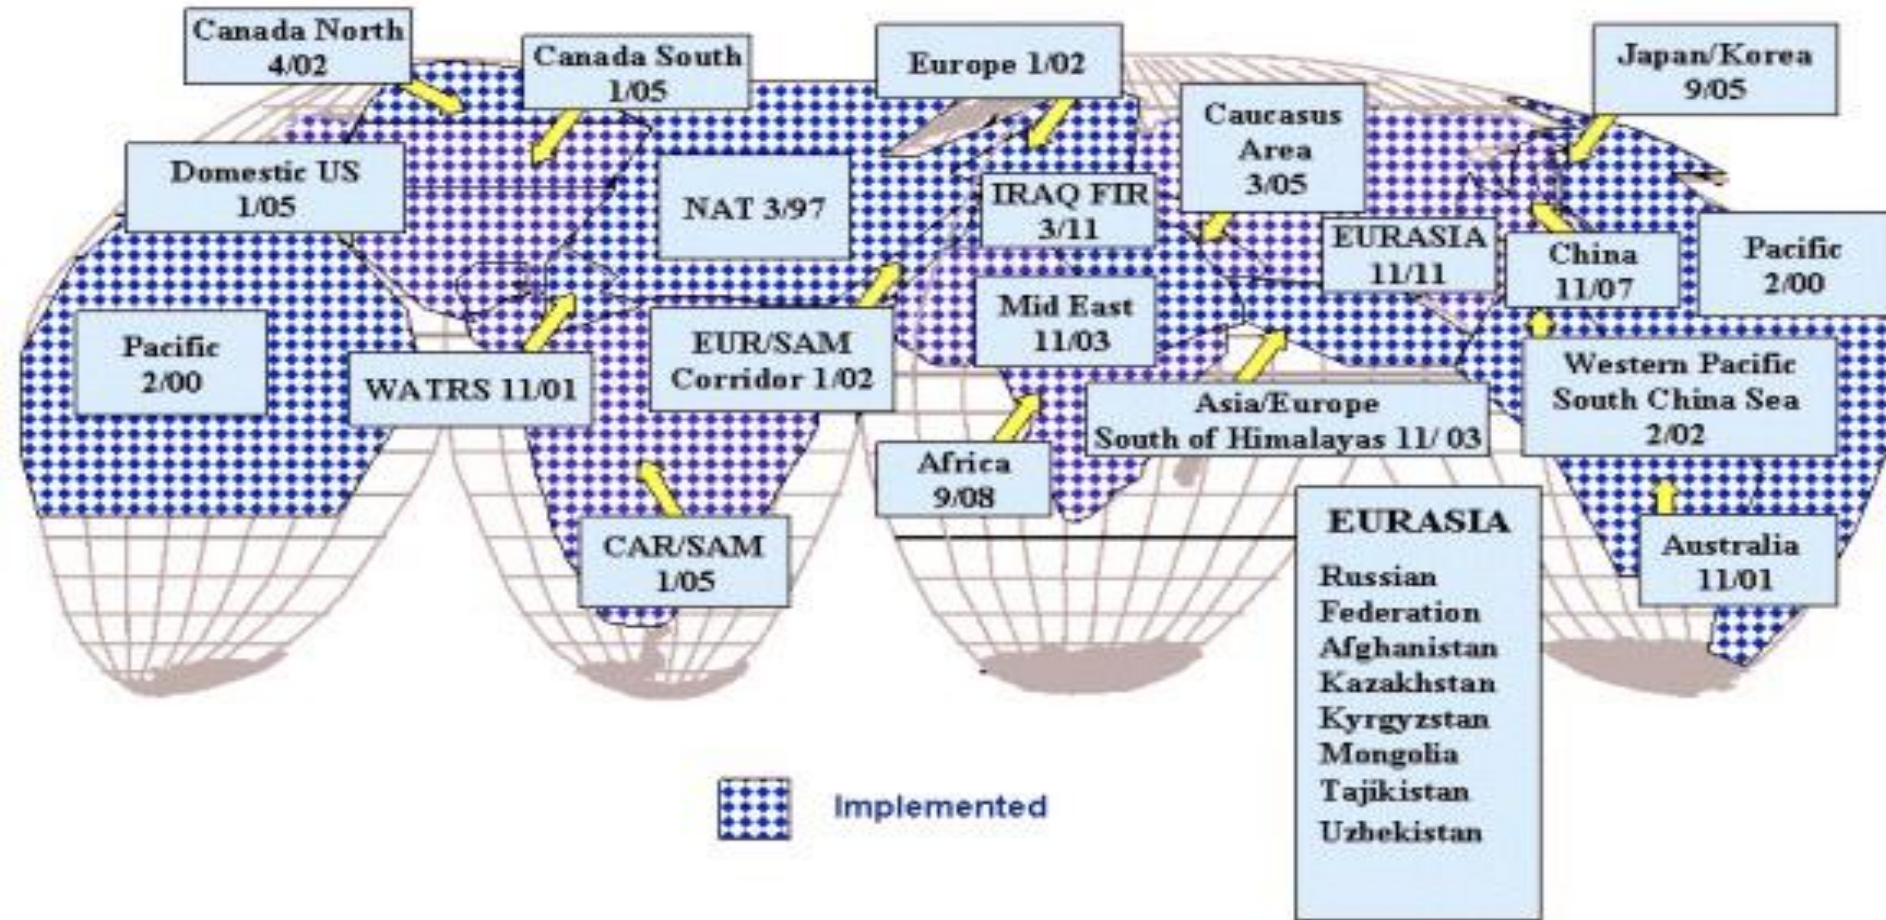 Canada North
4/02
Canada South
1/05
Europe 1/02
Japan/Korea
9/05
Caucasus
Area
3/05
Domestic US
1/05
NAT 3/97
IRAQ FIR
3/11
EURASIA
11/11
China
11/07
Pacific
2/00
Pacific
2/00
WATRS 11/01
EUR/SAM
Corridor 1/02
Mid East
11/03
Western Pacific
South China Sea
2/02
Asia/Europe
South of Himalayas 11/ 03
Africa
9/08
CAR/SAM
1/05
Australia
11/01
EURASIA
Russian
Federation
Afghanistan
Kazakhstan
Kyrgyzstan
Mongolia
Tajikistan
Uzbekistan
Implemented